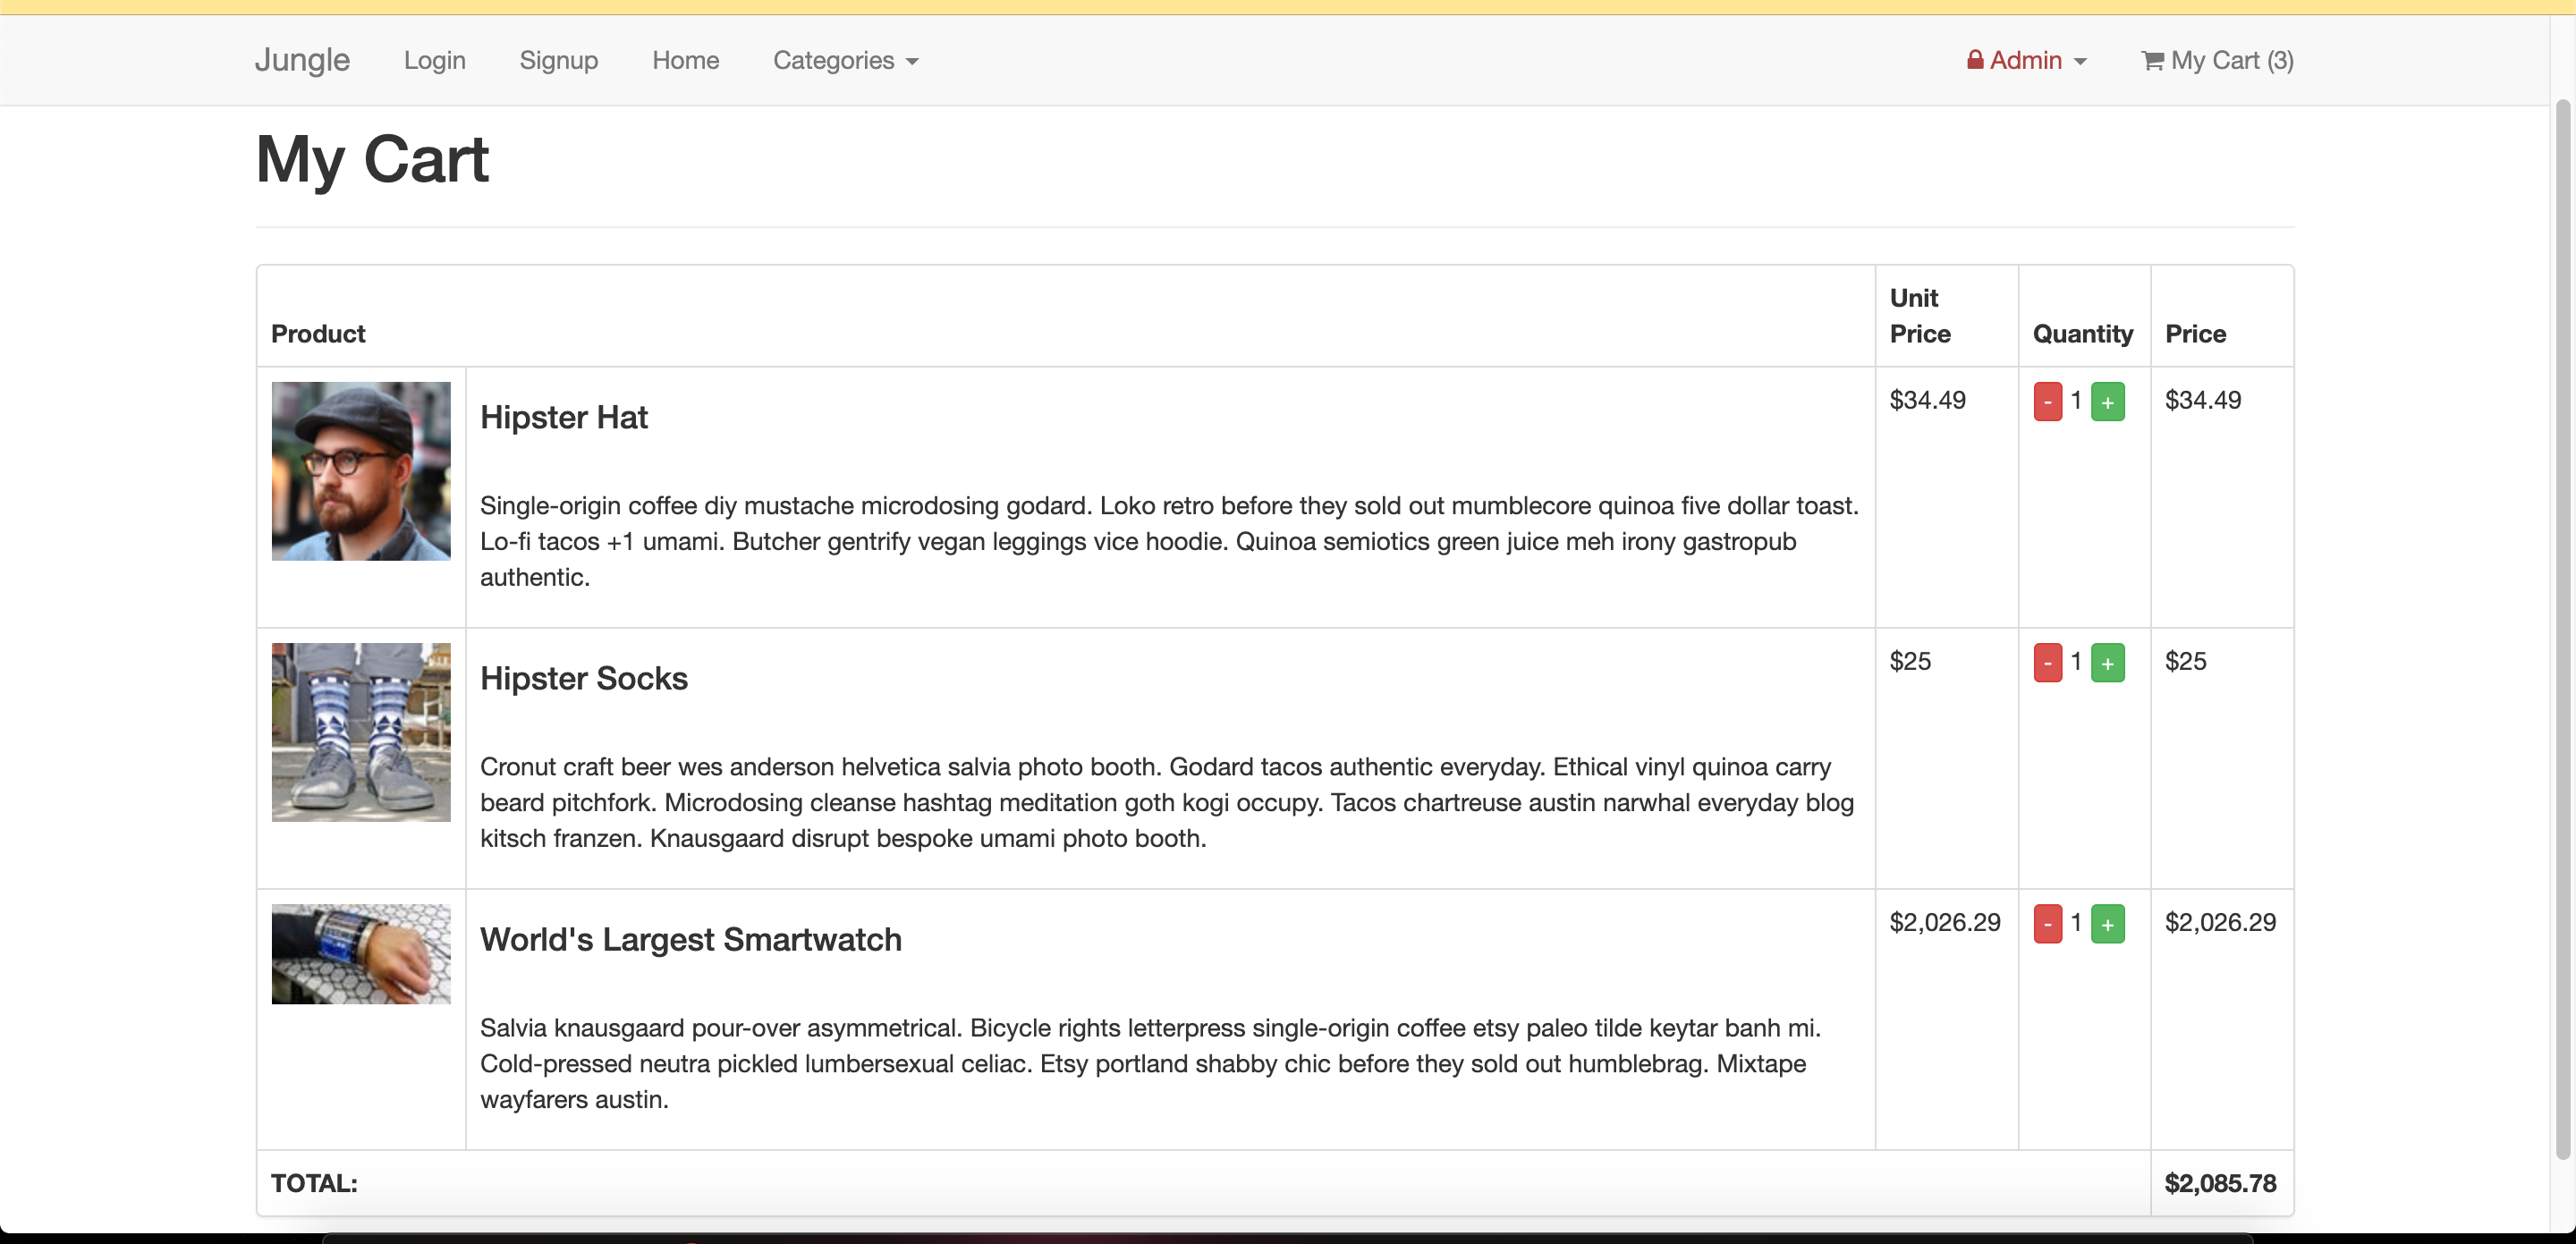 Jungle Login Signup Home Categories Admin My Cart (3)
My Cart
Product Unit Price Quantity Price
Hipster Hat $34.49 - 1 + $34.49
Single-origin coffee diy mustache microdosing godard. Loko retro before they sold out mumblecore quinoa five dollar toast.
Lo-fi tacos +1 umami. Butcher gentrify vegan leggings vice hoodie. Quinoa semiotics green juice meh irony gastropub
authentic.
Hipster Socks $25 - 1 + $25
Cronut craft beer wes anderson helvetica salvia photo booth. Godard tacos authentic everyday. Ethical vinyl quinoa carry
beard pitchfork. Microdosing cleanse hashtag meditation goth kogi occupy. Tacos chartreuse austin narwhal everyday blog
kitsch franzen. Knausgaard disrupt bespoke umami photo booth.
World's Largest Smartwatch $2,026.29 - 1 + $2,026.29
Salvia knausgaard pour-over asymmetrical. Bicycle rights letterpress single-origin coffee etsy paleo tilde keytar banh mi.
Cold-pressed neutra pickled lumbersexual celiac. Etsy portland shabby chic before they sold out humblebrag. Mixtape
wayfarers austin.
TOTAL: $2,085.78